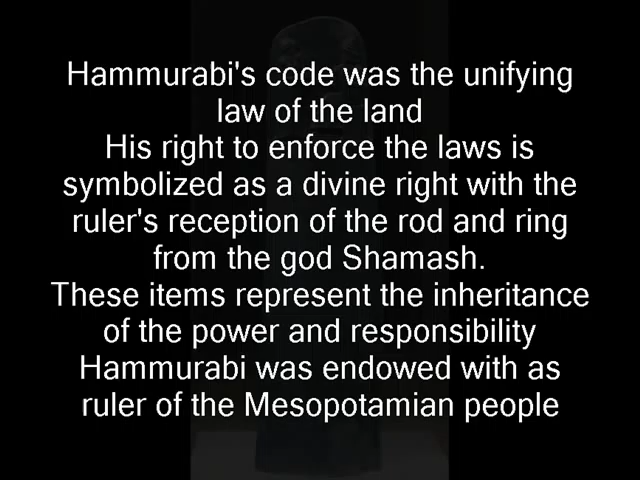 Hammurabi's code was the unifying
law of the land
His right to enforce the laws is
symbolized as a divine right with the
ruler's reception of the rod and ring
from the god Shamash.
These items represent the inheritance
of the power and responsibility
Hammurabi was endowed with as
ruler of the Mesopotamian people